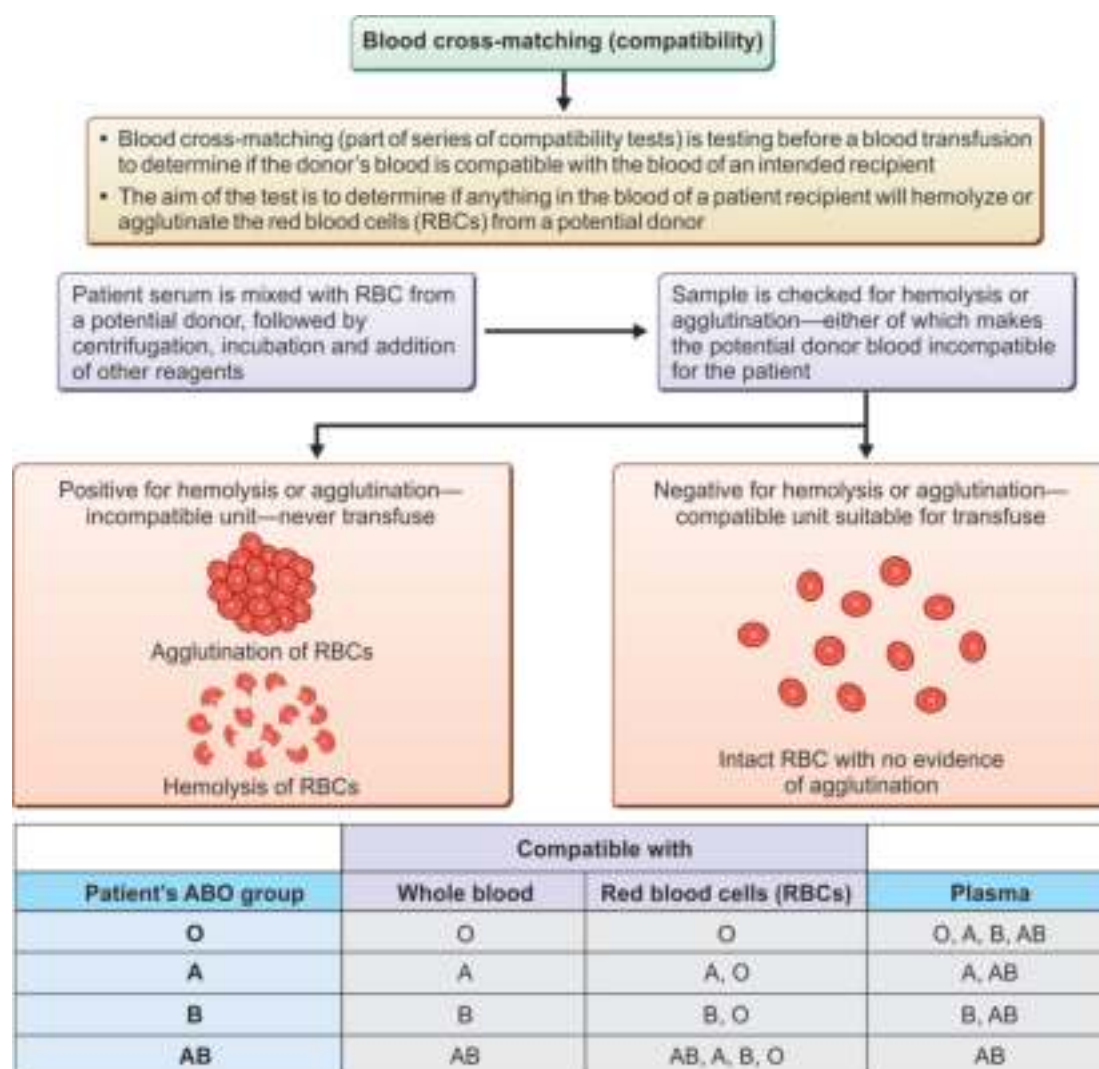 Blood cross-matching (compatibility)
• Blood cross-matching (part of series of compatibility tests) is testing before a blood transfusion
to determine if the donor's blood is compatible with the blood of an intended recipient
• The aim of the test is to determine if anything in the blood of a patient recipient will hemolyze or
agglutinate the red blood cells (RBCs) from a potential donor
Patient serum is mixed with RBC from
a potential donor, followed by
centrifugation, incubation and addition
of other reagents
Sample is checked for hemolysis or
agglutination—either of which makes
the potential donor blood incompatible
for the patient
Positive for hemolysis or agglutination—
incompatible unit—never transfuse
Agglutination of RBCs
Hemolysis of RBCs
Negative for hemolysis or agglutination—
compatible unit suitable for transfuse
Intact RBC with no evidence
of agglutination
Compatible with
Patient's ABO group Whole blood Red blood cells (RBCs) Plasma
O O O O, A, B, AB
A A A, O A, AB
B B B, O B, AB
AB AB AB, A, B, O AB